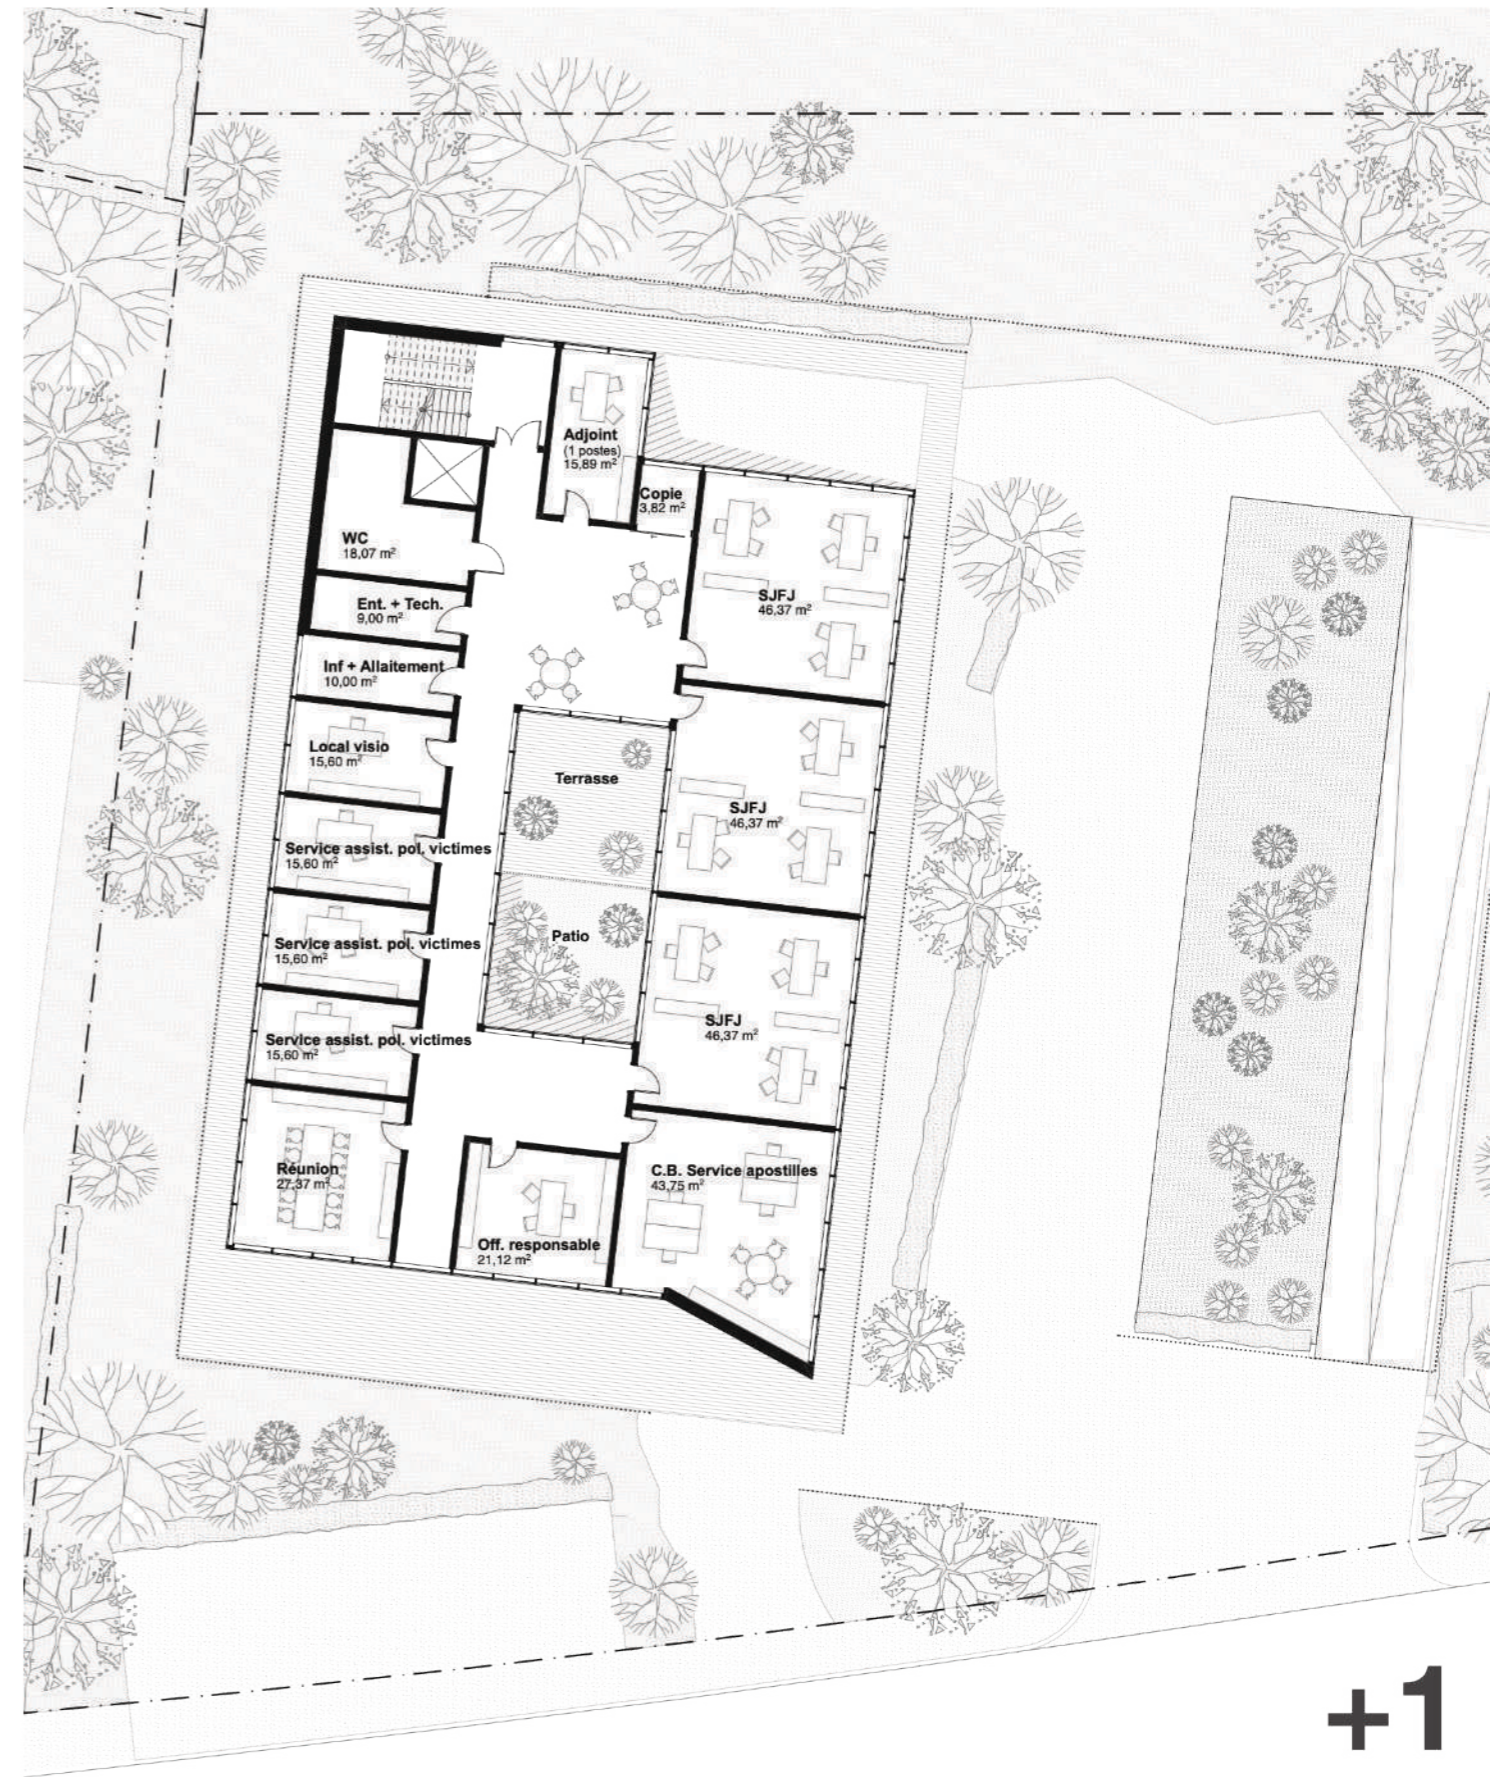 Adjoint
(1 postes)
15,89 m²
Copie
3,82 m²
WC
18,07 m²
SJFJ
46,37 m²
Ent. + Tech.
9,00 m²
Inf + Allaitement
10,00 m²
Local visio
15,60 m²
Terrasse
SJFJ
46,37 m²
Service assist. pol. victimes
15,60 m²
Patio
Service assist. pol. victimes
15,60 m²
SJFJ
46,37 m²
Service assist. pol. victimes
15,60 m²
Réunion
27,37 m²
C.B. Service apostilles
43,75 m²
Off. responsable
21,12 m²
+1